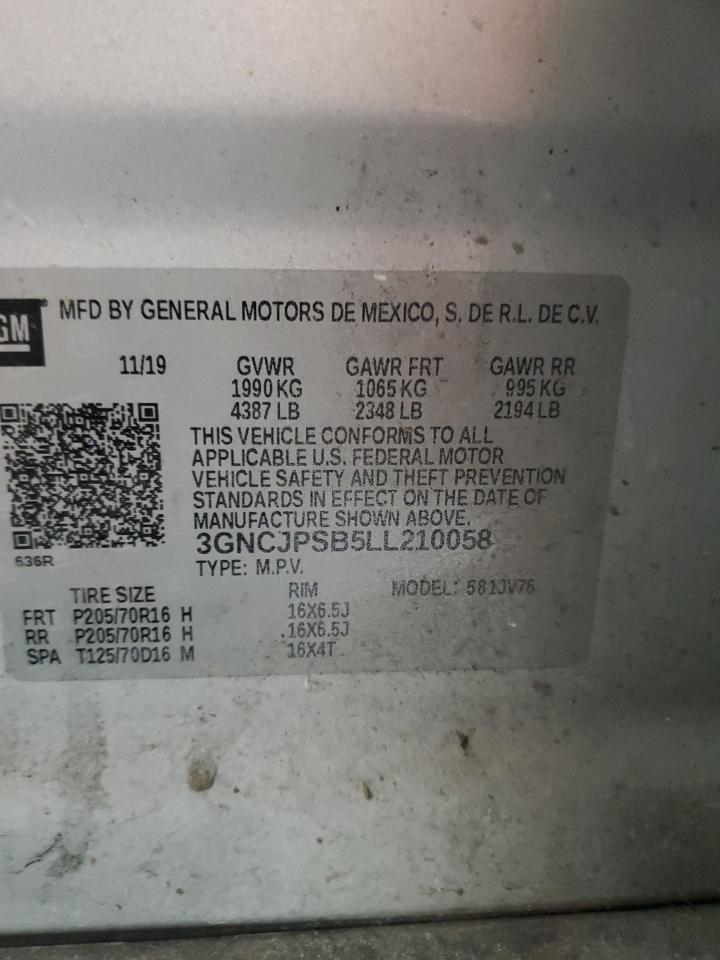 GM® MFD BY GENERAL MOTORS DE MEXICO, S. DE R.L. DE C.V.
11/19 GVWR GAWR FRT GAWR RR
1990 KG 1065 KG 995 KG
4387 LB 2348 LB 2194 LB
THIS VEHICLE CONFORMS TO ALL
APPLICABLE U.S. FEDERAL MOTOR
VEHICLE SAFETY AND THEFT PREVENTION
STANDARDS IN EFFECT ON THE DATE OF
MANUFACTURE SHOWN ABOVE.
3GNCJPSB5LL210058
636R
TYPE: M.P.V.
TIRE SIZE RIM MODEL: 581JV76
FRT P205/70R16 H 16X6.5J
RR P205/70R16 H 16X6.5J
SPA T125/70D16 M 16X4T